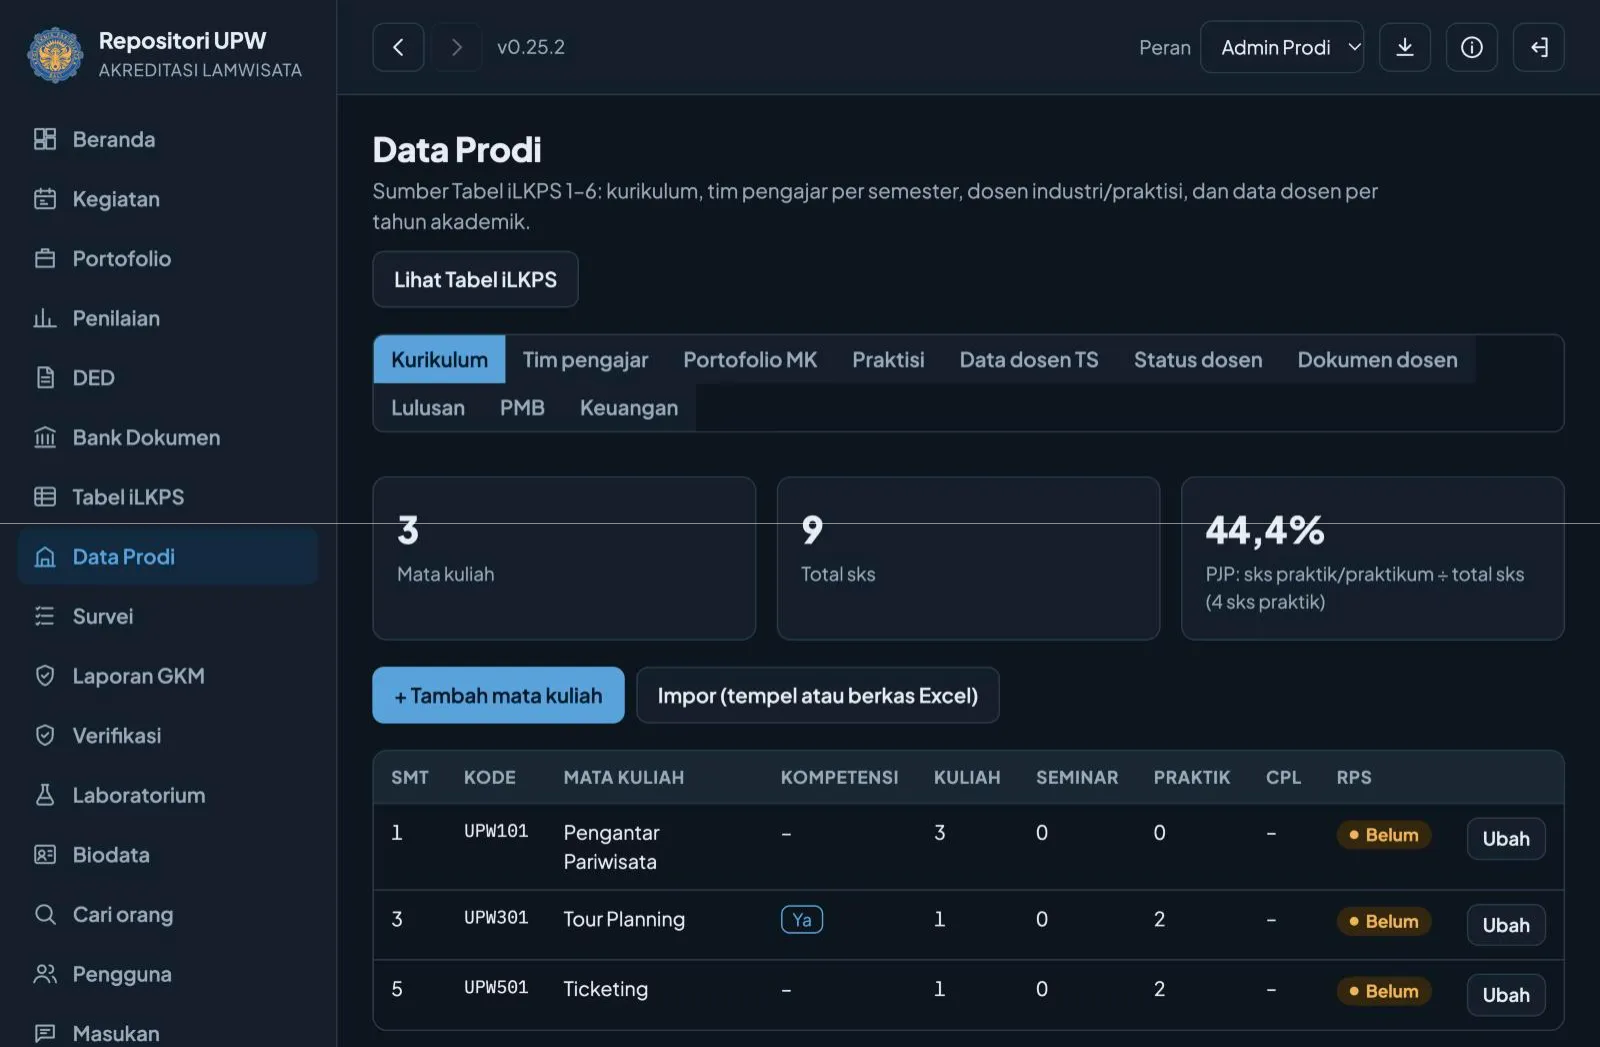 Repositori UPW
AKREDITASI LAMWISATA
v0.25.2
Peran
Admin Prodi
Beranda
Kegiatan
Portofolio
Penilaian
DED
Bank Dokumen
Tabel iLKPS
Data Prodi
Survei
Laporan GKM
Verifikasi
Laboratorium
Biodata
Cari orang
Pengguna
Masukan
Data Prodi
Sumber Tabel iLKPS 1–6: kurikulum, tim pengajar per semester, dosen industri/praktisi, dan data dosen per
tahun akademik.
Lihat Tabel iLKPS
Kurikulum Tim pengajar Portofolio MK Praktisi Data dosen TS Status dosen Dokumen dosen
Lulusan PMB Keuangan
3
Mata kuliah
9
Total sks
44,4%
PJP: sks praktik/praktikum ÷ total sks
(4 sks praktik)
+ Tambah mata kuliah
Impor (tempel atau berkas Excel)
SMT KODE MATA KULIAH KOMPETENSI KULIAH SEMINAR PRAKTIK CPL RPS
1 UPW101 Pengantar Pariwisata – 3 0 0 – Belum Ubah
3 UPW301 Tour Planning Ya 1 0 2 – Belum Ubah
5 UPW501 Ticketing – 1 0 2 – Belum Ubah